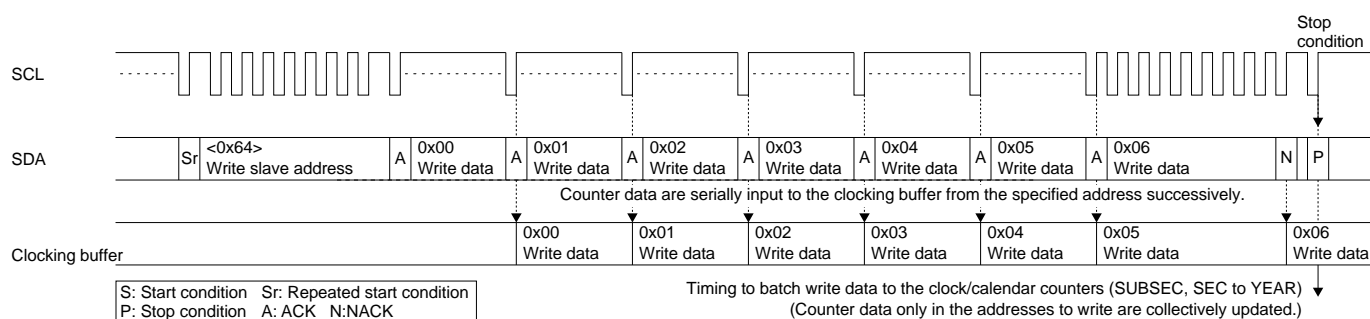 Stop
condition
SCL
SDA
Sr
<0x64>
Write slave address
A
0x00
Write data
A
0x01
Write data
A
0x02
Write data
A
0x03
Write data
A
0x04
Write data
A
0x05
Write data
A
0x06
Write data
N
P
Counter data are serially input to the clocking buffer from the specified address successively.
Clocking buffer
0x00
Write data
0x01
Write data
0x02
Write data
0x03
Write data
0x04
Write data
0x05
Write data
0x06
Write data
S: Start condition Sr: Repeated start condition
P: Stop condition A: ACK N:NACK
Timing to batch write data to the clock/calendar counters (SUBSEC, SEC to YEAR)
(Counter data only in the addresses to write are collectively updated.)